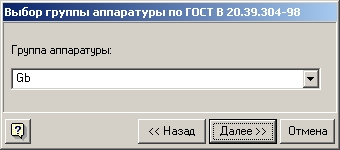 Выбор группы аппаратуры по ГОСТ В 20.39.304-98
Группа аппаратуры:
Gb
? << Назад Далее >> Отмена